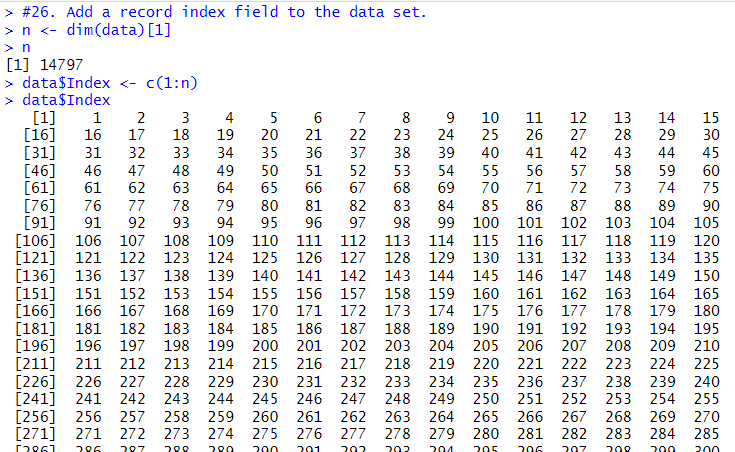 > #26. Add a record index field to the data set.
> n <- dim(data)[1]
> n
[1] 14797
> data$Index <- c(1:n)
> data$Index
[1] 1 2 3 4 5 6 7 8 9 10 11 12 13 14 15
[16] 16 17 18 19 20 21 22 23 24 25 26 27 28 29 30
[31] 31 32 33 34 35 36 37 38 39 40 41 42 43 44 45
[46] 46 47 48 49 50 51 52 53 54 55 56 57 58 59 60
[61] 61 62 63 64 65 66 67 68 69 70 71 72 73 74 75
[76] 76 77 78 79 80 81 82 83 84 85 86 87 88 89 90
[91] 91 92 93 94 95 96 97 98 99 100 101 102 103 104 105
[106] 106 107 108 109 110 111 112 113 114 115 116 117 118 119 120
[121] 121 122 123 124 125 126 127 128 129 130 131 132 133 134 135
[136] 136 137 138 139 140 141 142 143 144 145 146 147 148 149 150
[151] 151 152 153 154 155 156 157 158 159 160 161 162 163 164 165
[166] 166 167 168 169 170 171 172 173 174 175 176 177 178 179 180
[181] 181 182 183 184 185 186 187 188 189 190 191 192 193 194 195
[196] 196 197 198 199 200 201 202 203 204 205 206 207 208 209 210
[211] 211 212 213 214 215 216 217 218 219 220 221 222 223 224 225
[226] 226 227 228 229 230 231 232 233 234 235 236 237 238 239 240
[241] 241 242 243 244 245 246 247 248 249 250 251 252 253 254 255
[256] 256 257 258 259 260 261 262 263 264 265 266 267 268 269 270
[271] 271 272 273 274 275 276 277 278 279 280 281 282 283 284 285
[286] 286 287 288 289 290 291 292 293 294 295 296 297 298 299 300